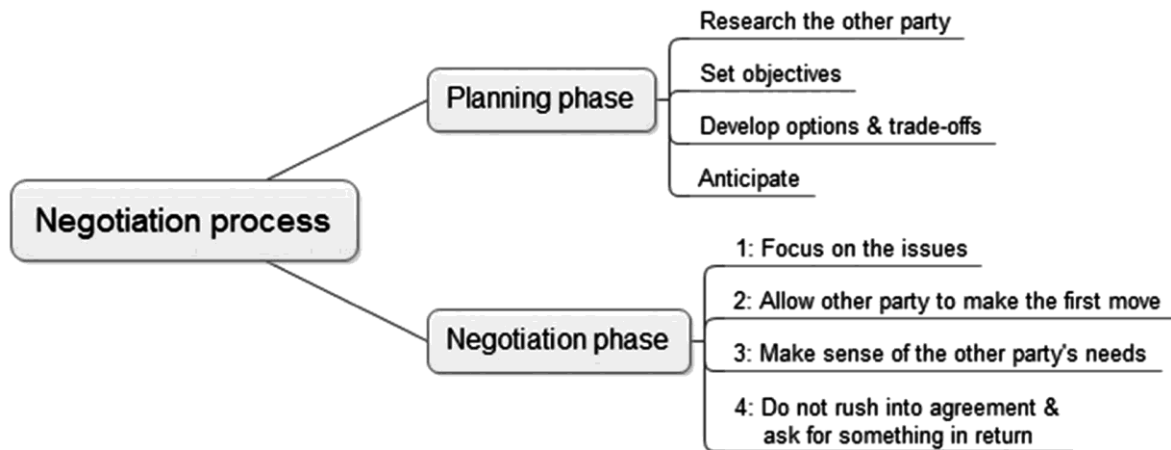 Research the other party
Set objectives
Planning phase
Develop options & trade-offs
Anticipate
Negotiation process
1: Focus on the issues
2: Allow other party to make the first move
Negotiation phase
3: Make sense of the other party's needs
4: Do not rush into agreement &
ask for something in return